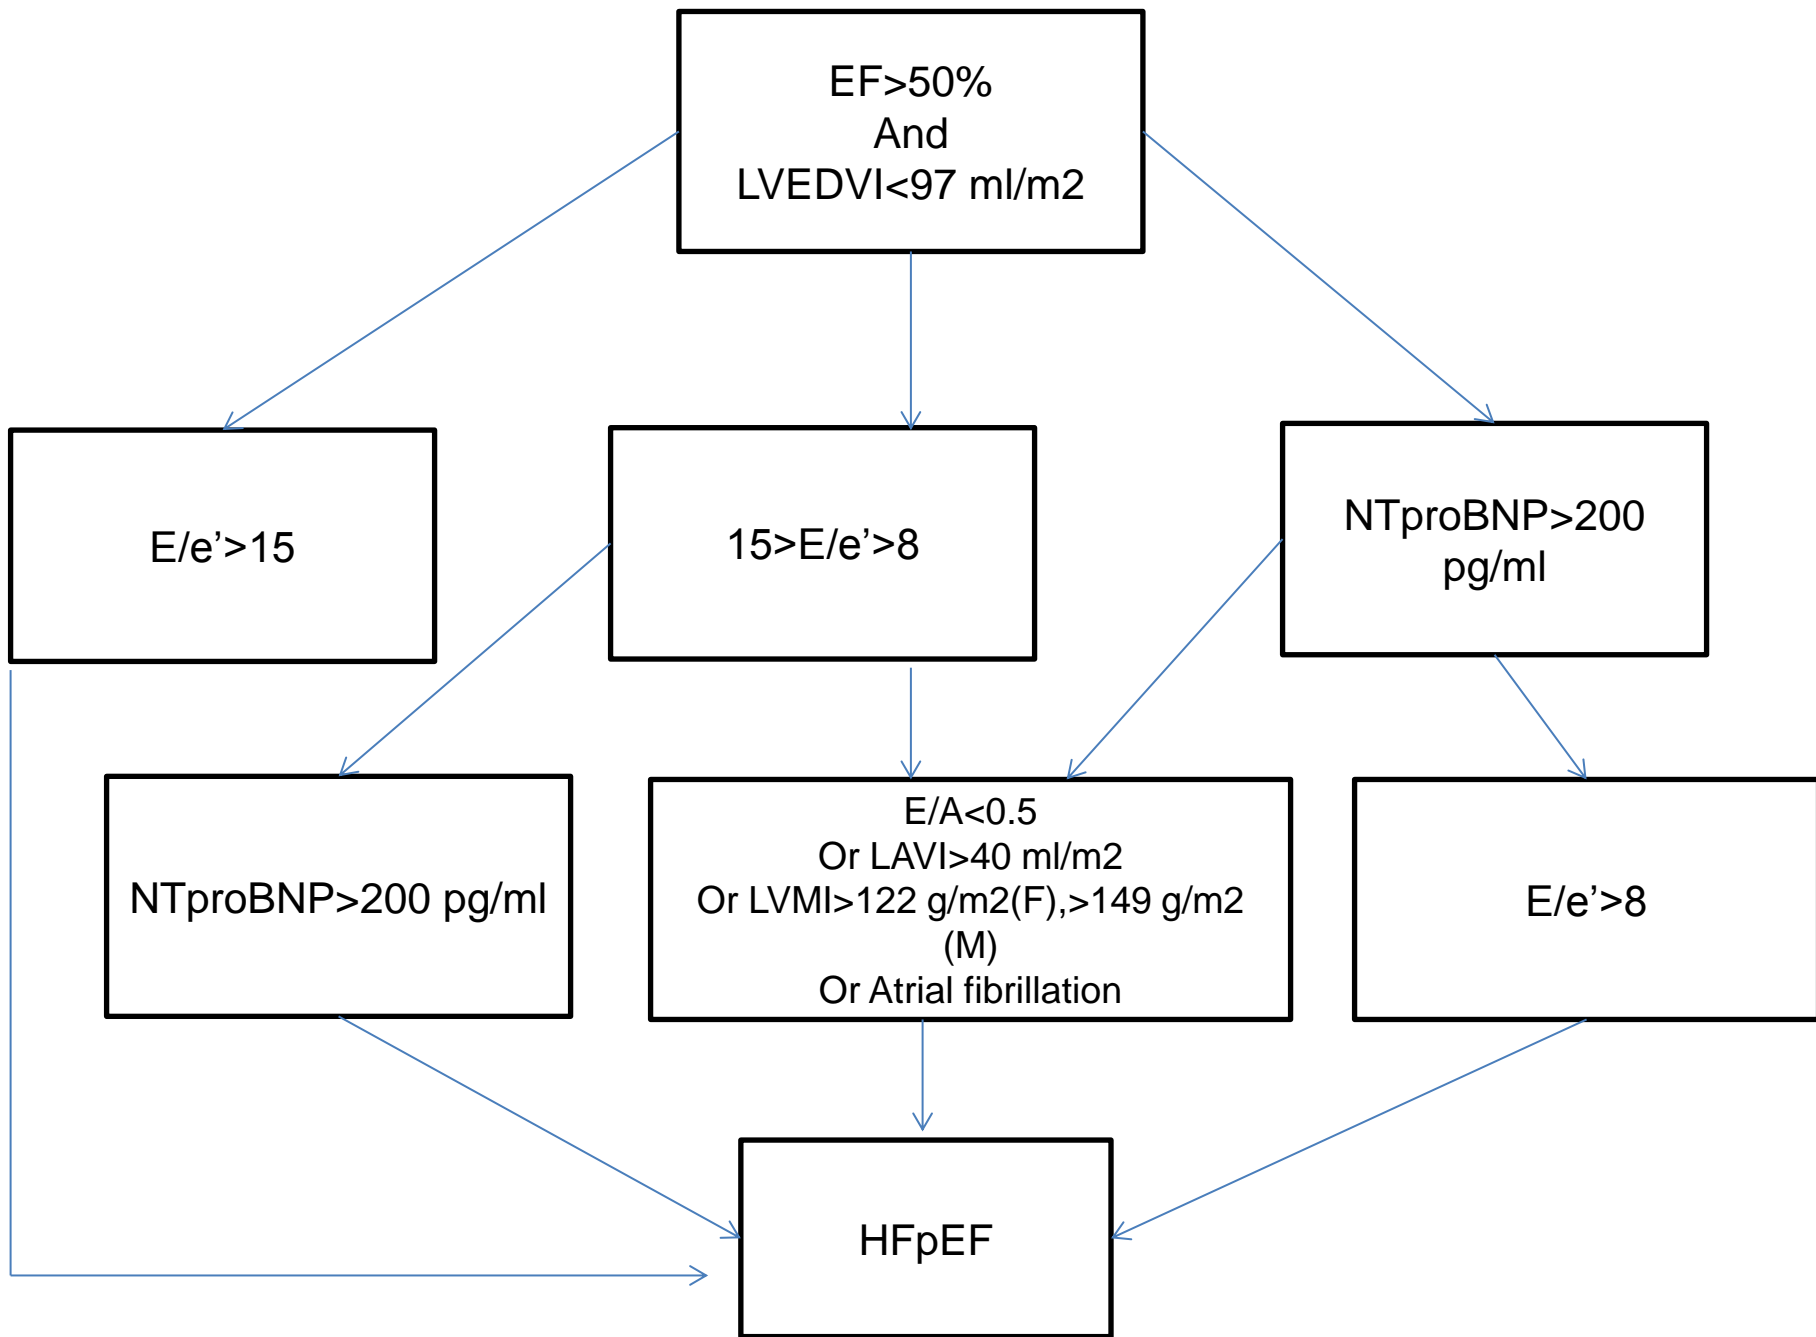 EF>50%
And
LVEDVI<97 ml/m2
E/e’>15
15>E/e’>8
NTproBNP>200
pg/ml
NTproBNP>200 pg/ml
E/A<0.5
Or LAVI>40 ml/m2
Or LVMI>122 g/m2(F),>149 g/m2
(M)
Or Atrial fibrillation
E/e’>8
HFpEF